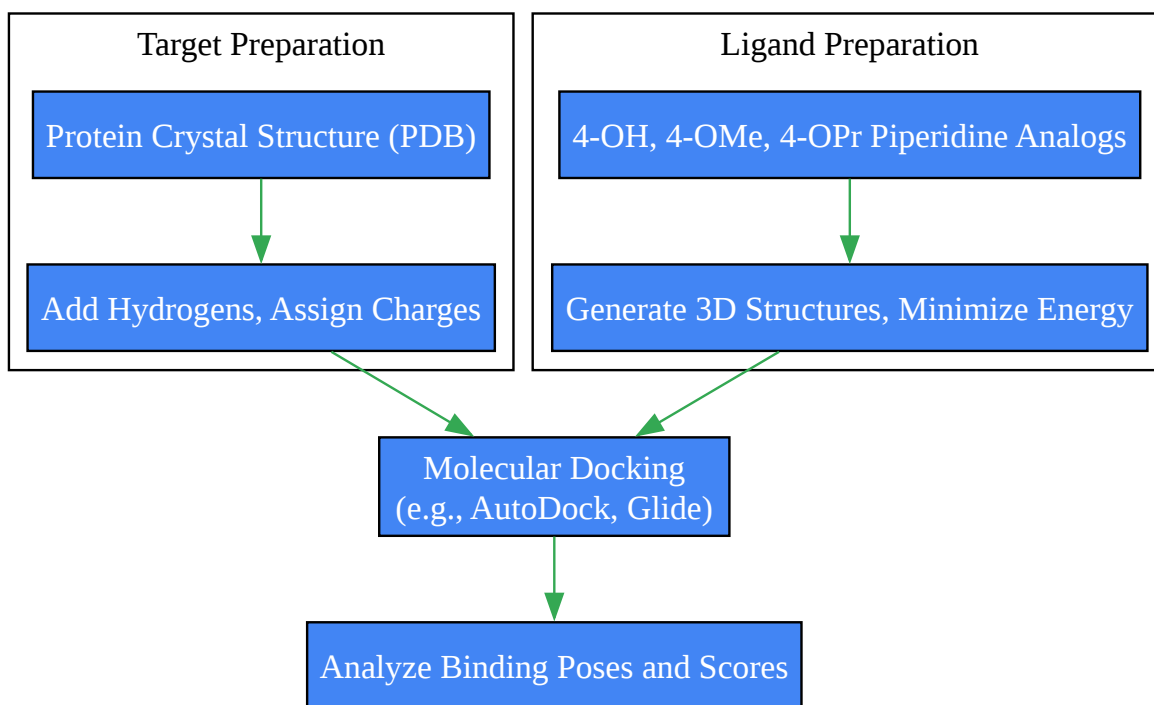 Target Preparation
Protein Crystal Structure (PDB)
Add Hydrogens, Assign Charges
Ligand Preparation
4-OH, 4-OMe, 4-OPr Piperidine Analogs
Generate 3D Structures, Minimize Energy
Molecular Docking
(e.g., AutoDock, Glide)
Analyze Binding Poses and Scores